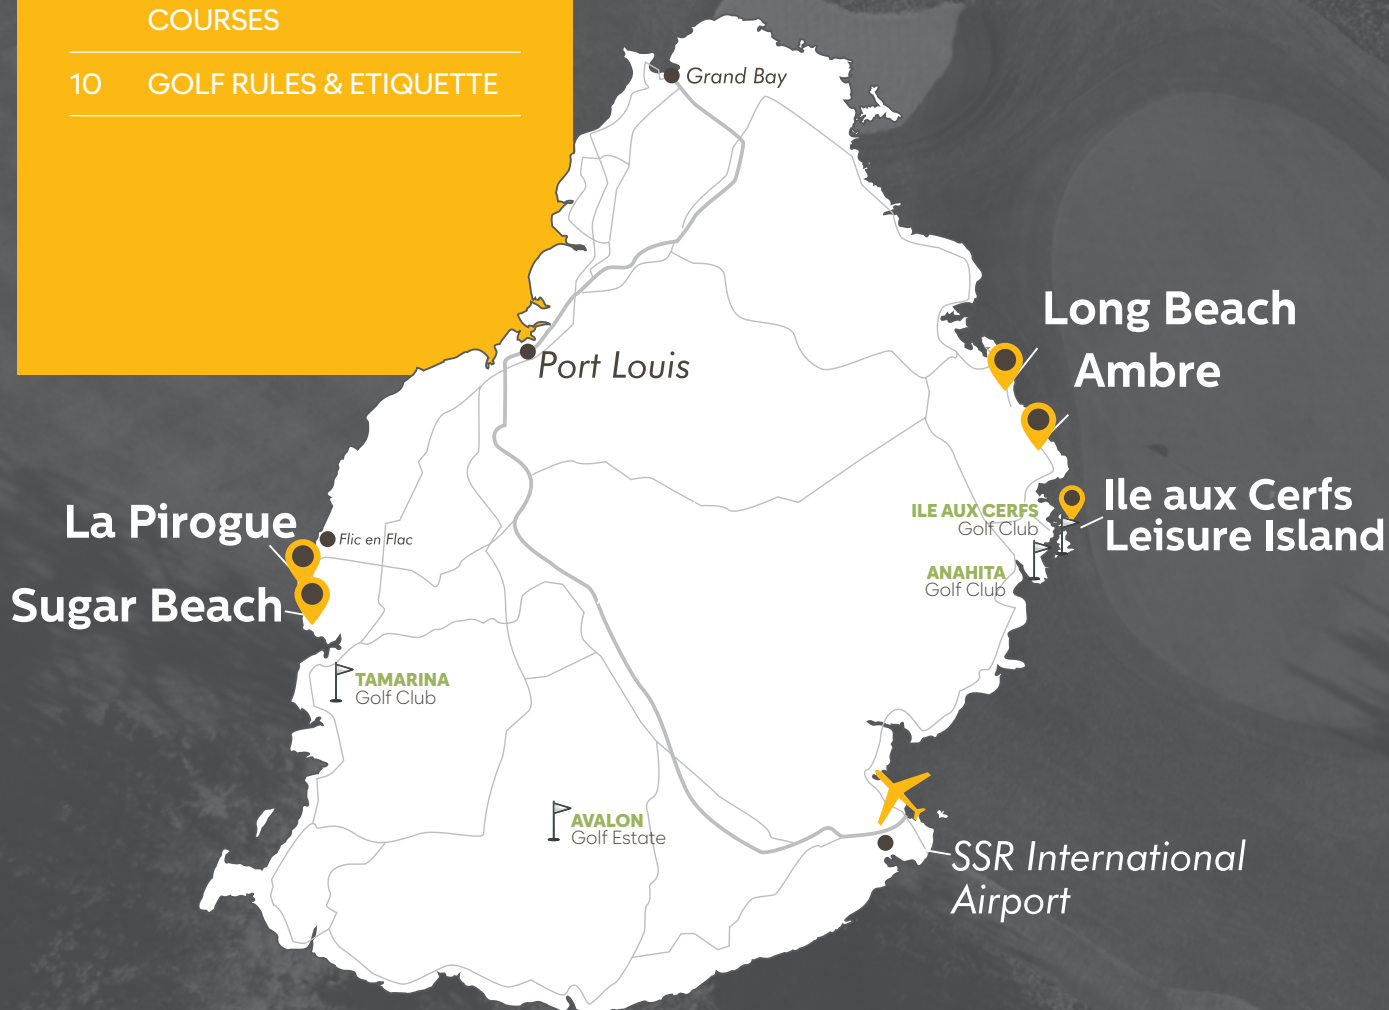 COURSES
10 GOLF RULES & ETIQUETTE
Grand Bay
Long Beach
Ambre
Port Louis
Ile aux Cerfs
Leisure Island
ILE AUX CERFS
Golf Club
La Pirogue
Flic en Flac
ANAHITA
Golf Club
Sugar Beach
TAMARINA
Golf Club
AVALON
Golf Estate
SSR International
Airport